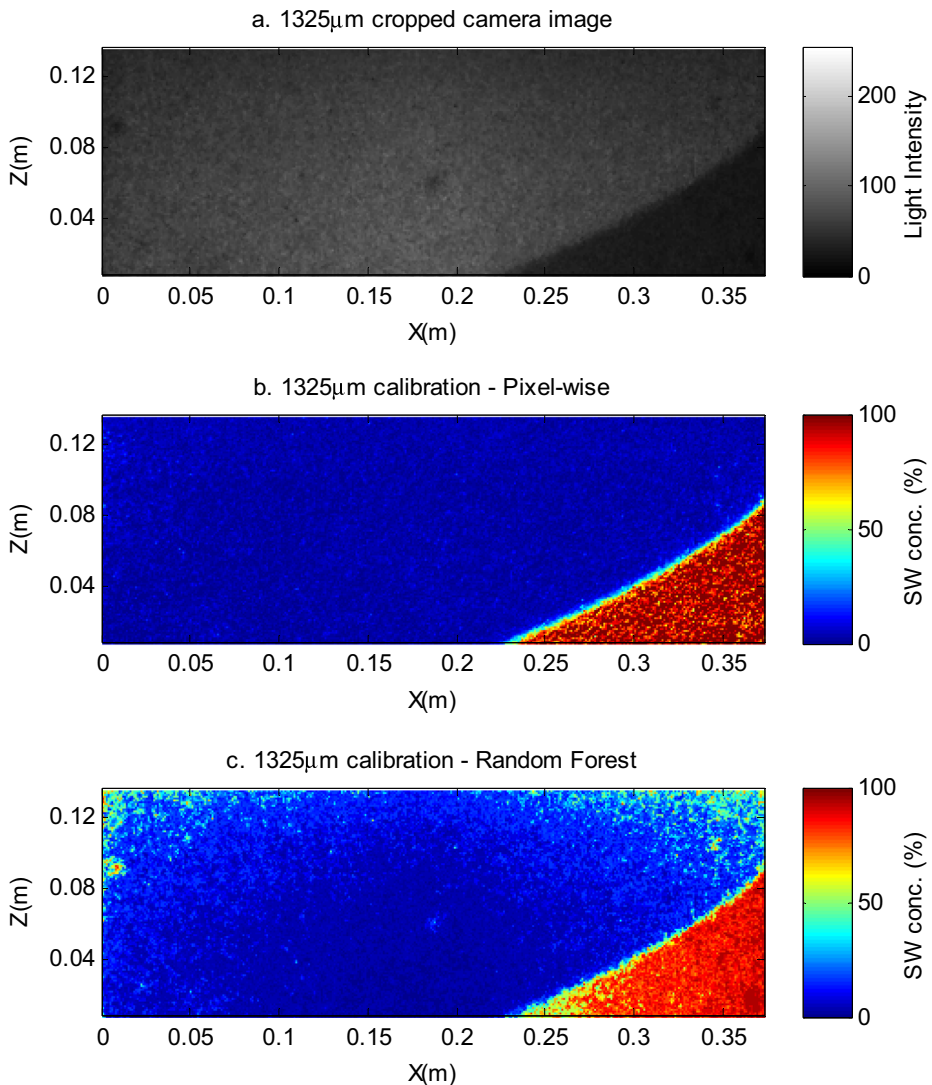 a. 1325μm cropped camera image
0.12
0.08
0.04
Z(m)
0 0.05 0.1 0.15 0.2 0.25 0.3 0.35
X(m)
200
100
0
Light Intensity
b. 1325μm calibration - Pixel-wise
0.12
0.08
0.04
Z(m)
0 0.05 0.1 0.15 0.2 0.25 0.3 0.35
X(m)
100
50
0
SW conc. (%)
c. 1325μm calibration - Random Forest
0.12
0.08
0.04
Z(m)
0 0.05 0.1 0.15 0.2 0.25 0.3 0.35
X(m)
100
50
0
SW conc. (%)